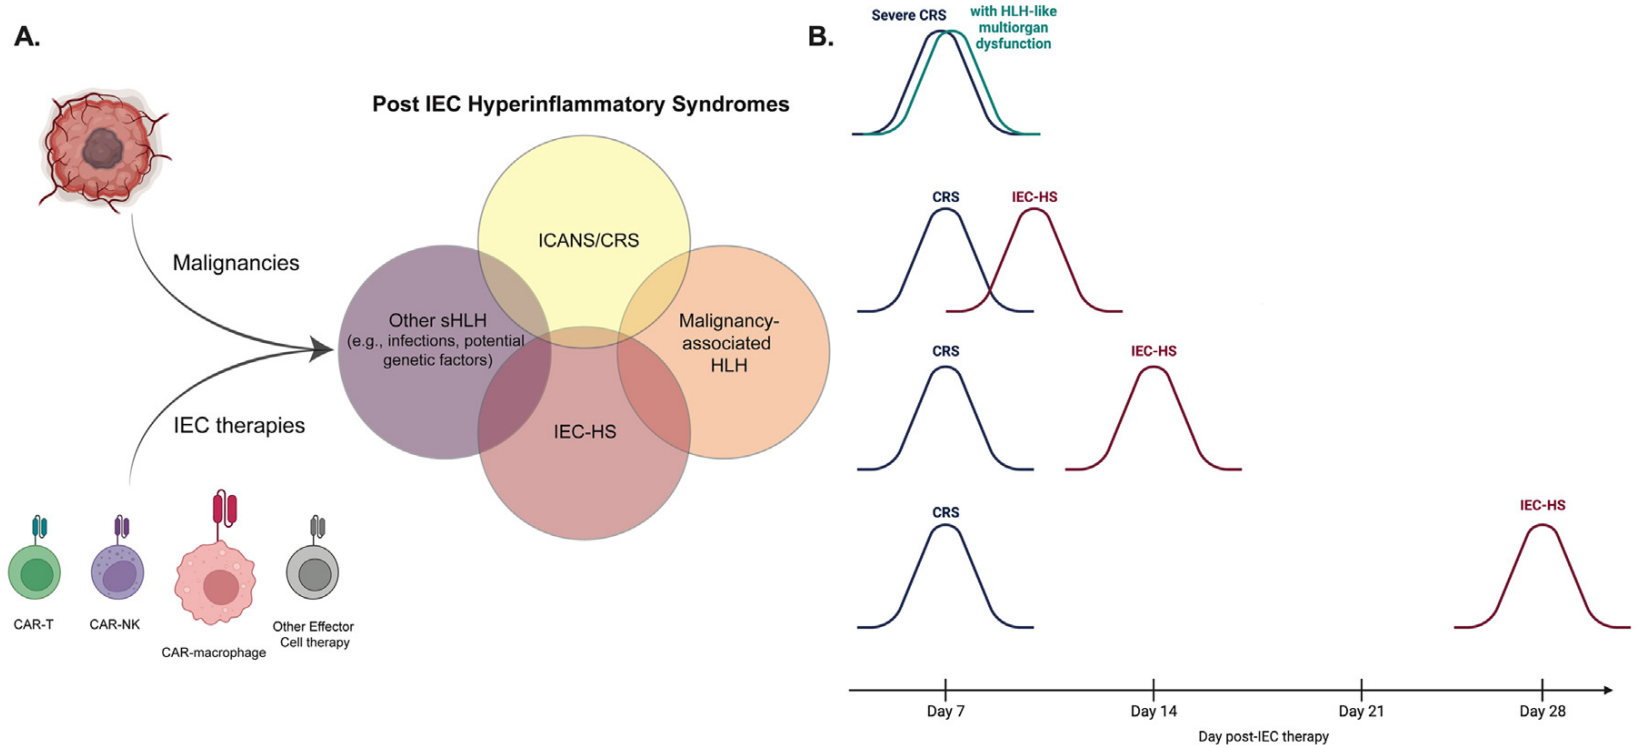 A.
Post IEC Hyperinflammatory Syndromes
Malignancies
IEC therapies
ICANS/CRS
Other sHLH
(e.g., infections, potential
genetic factors)
Malignancy-
associated
HLH
IEC-HS
CAR-T
CAR-NK
CAR-macrophage
Other Effector
Cell therapy
B.
Severe CRS
with HLH-like
multiorgan
dysfunction
CRS
IEC-HS
CRS
IEC-HS
CRS
IEC-HS
Day 7
Day 14
Day 21
Day 28
Day post-IEC therapy